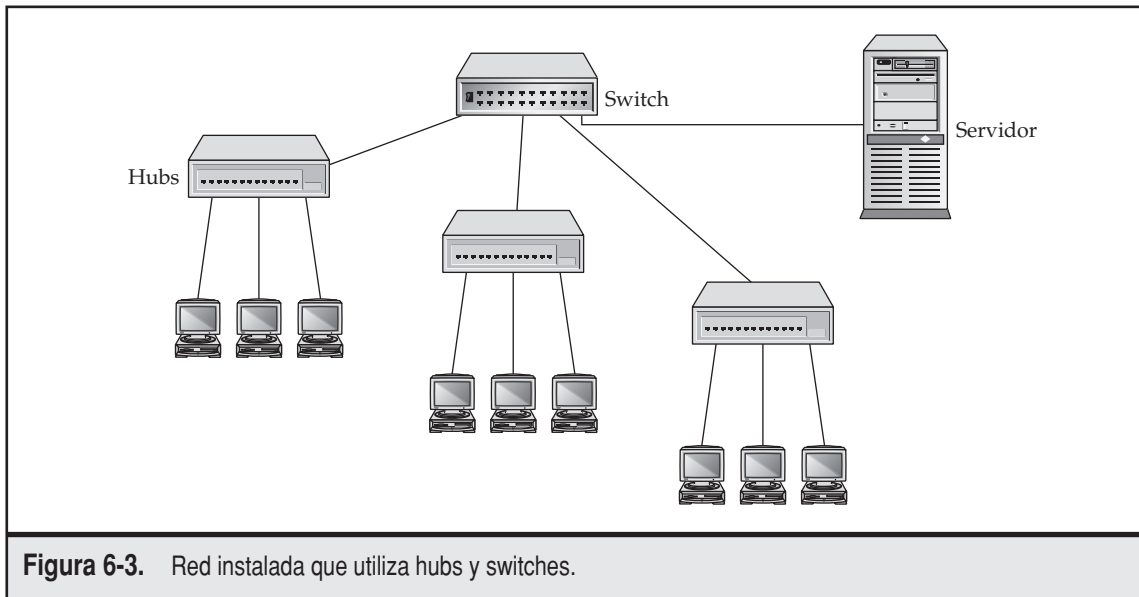 Switch
Servidor
Hubs
Figura 6-3. Red instalada que utiliza hubs y switches.